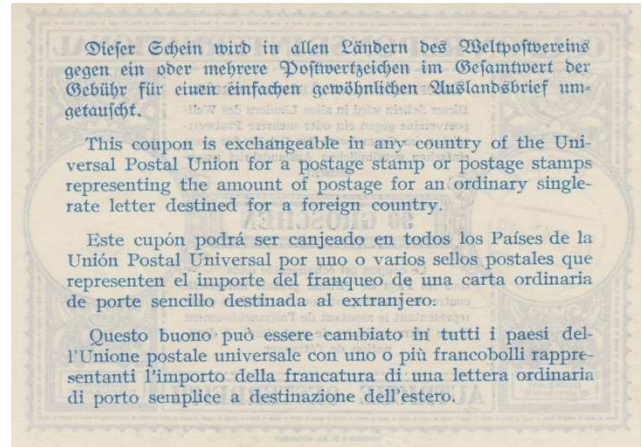 Dieser Schein wird in allen Ländern des Weltpostvereins
gegen ein oder mehrere Postwertzeichen im Gesamtwert der
Gebühr für einen einfachen gewöhnlichen Auslandsbrief um-
getauscht.
This coupon is exchangeable in any country of the Uni-
versal Postal Union for a postage stamp or postage stamps
representing the amount of postage for an ordinary single-
rate letter destined for a foreign country.
Este cupón podrá ser canjeado en todos los Países de la
Unión Postal Universal por uno o varios sellos postales que
representen el importe del franqueo de una carta ordinaria
de porte sencillo destinada al extranjero.
Questo buono può essere cambiato in tutti i paesi del-
l'Unione postale universale con uno o più francobolli rappre-
sentanti l'importo della francatura di una lettera ordinaria
di porto semplice a destinazione dell'estero.